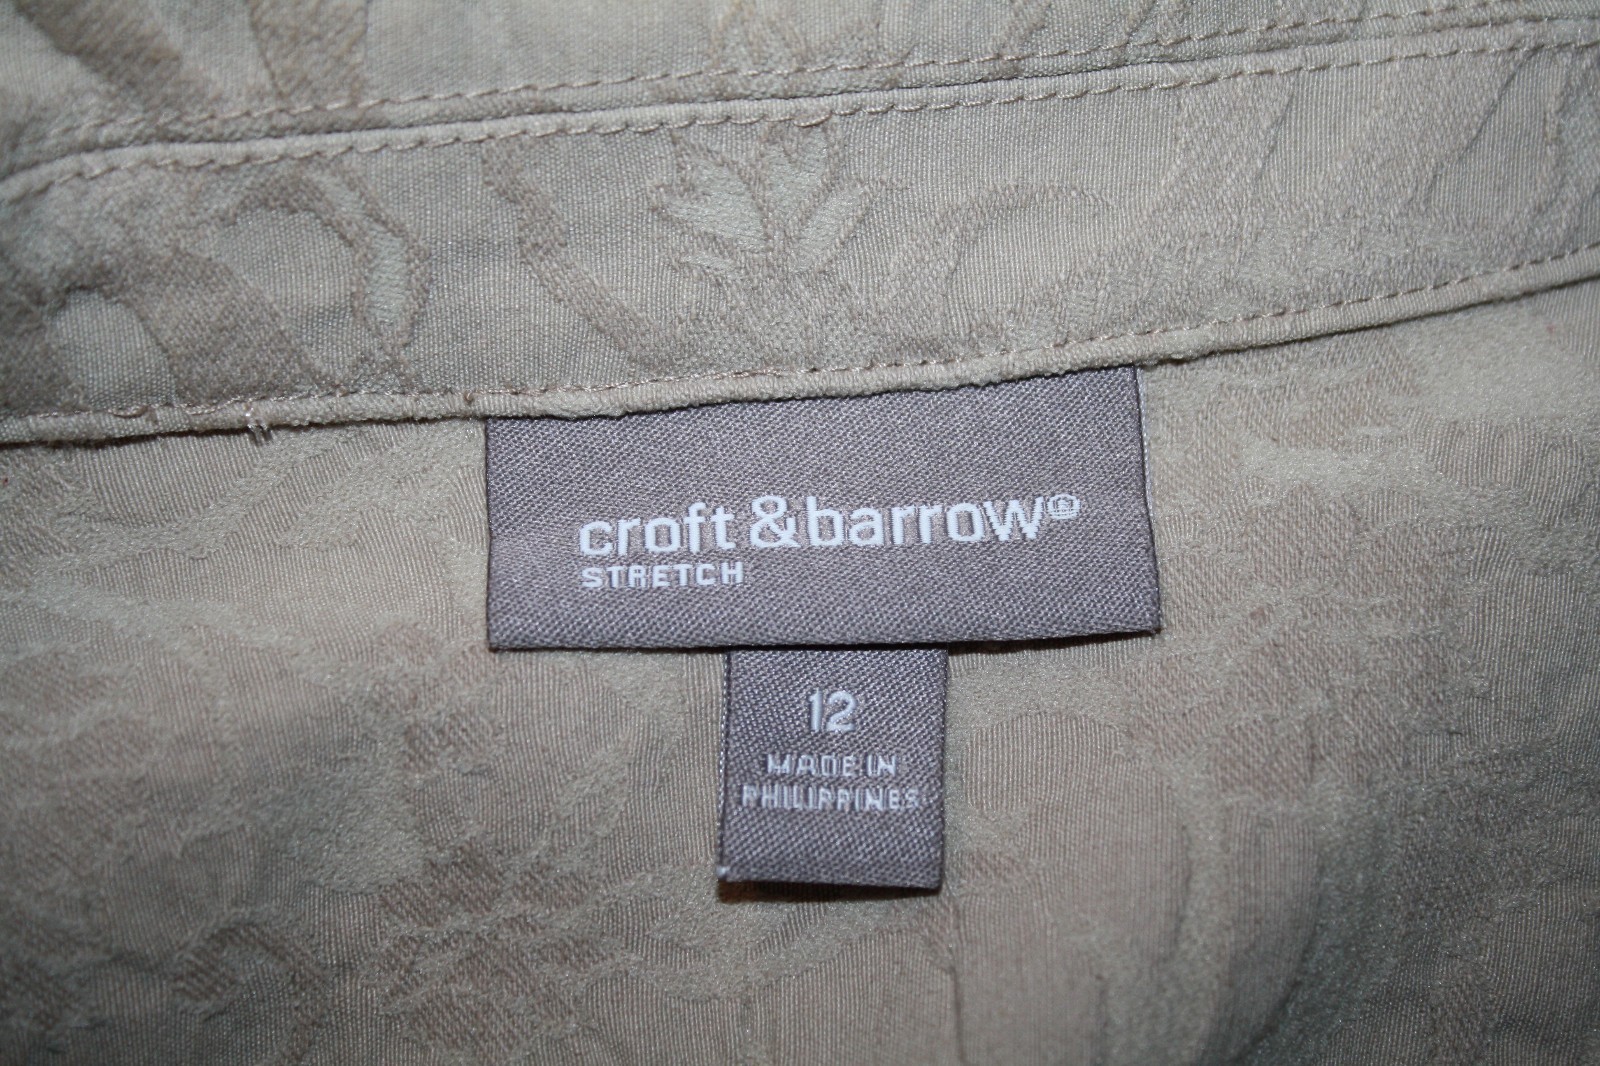 croft & barrow®
STRETCH
12
MADE IN
PHILIPPINES